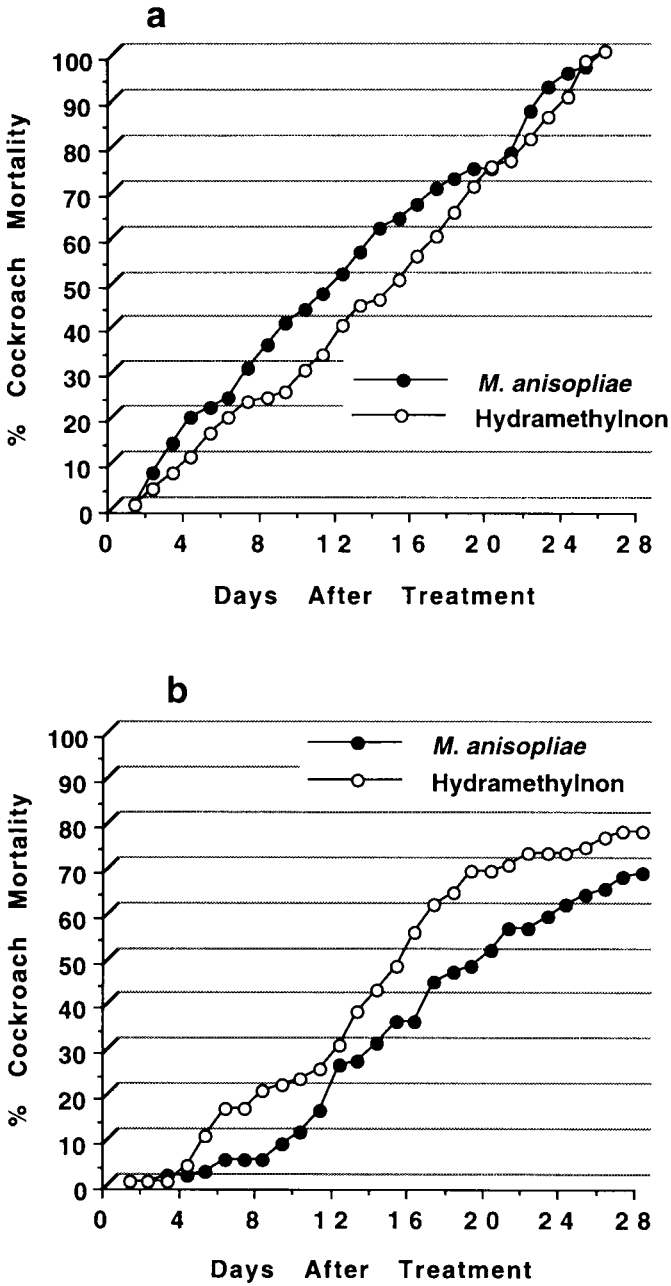 a
100
90
80
70
60
50
40
30
20
10
0
% Cockroach Mortality
M. anisopliae
Hydramethylnon
0 4 8 12 16 20 24 28
Days After Treatment
b
100
90
80
70
60
50
40
30
20
10
0
% Cockroach Mortality
M. anisopliae
Hydramethylnon
0 4 8 12 16 20 24 28
Days After Treatment